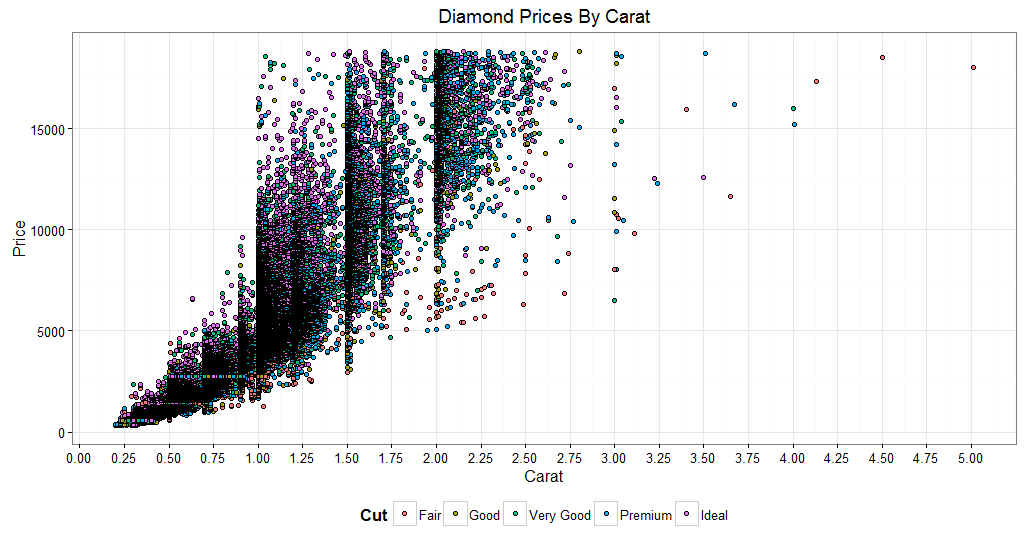 Diamond Prices By Carat
Price
15000
10000
5000
0
0.00 0.25 0.50 0.75 1.00 1.25 1.50 1.75 2.00 2.25 2.50 2.75 3.00 3.25 3.50 3.75 4.00 4.25 4.50 4.75 5.00
Carat
Cut Fair Good Very Good Premium Ideal